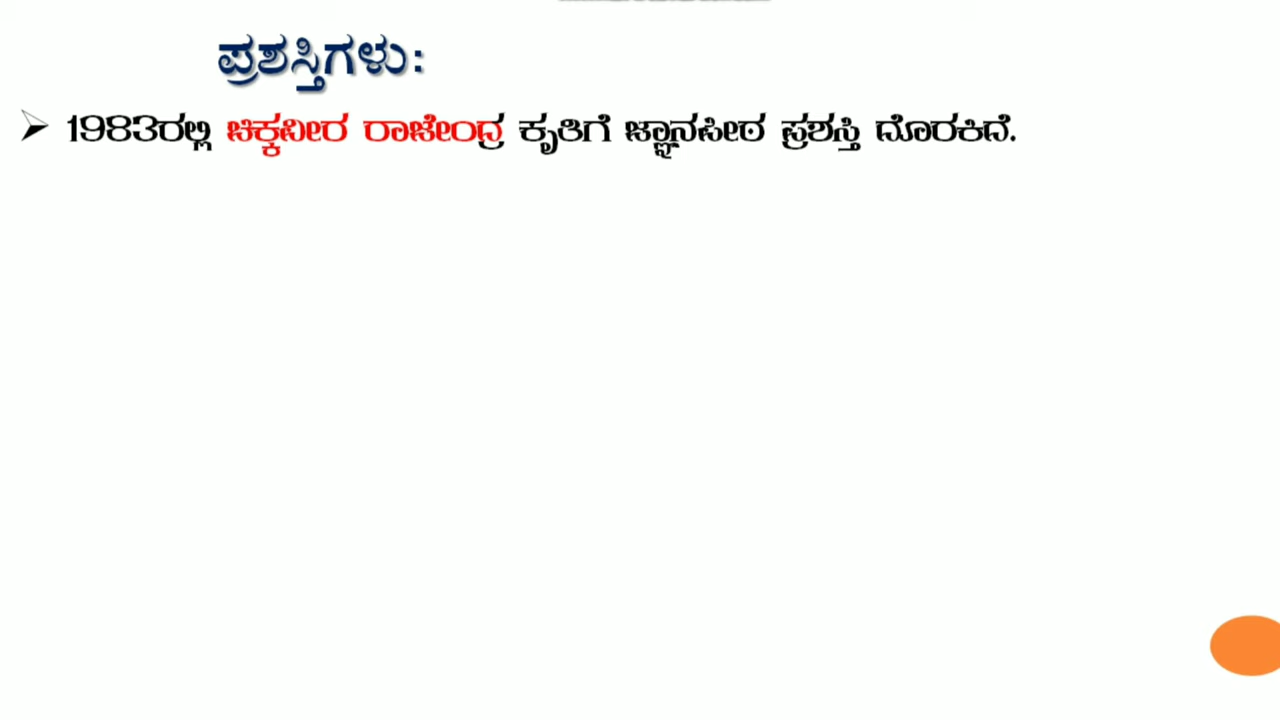 ಪ್ರಶಸ್ತಿಗಳು:
1983ರಲ್ಲಿ ಚಿಕ್ಕವೀರ ರಾಜೇಂದ್ರ ಕೃತಿಗೆ ಜ್ಞಾನಪೀಠ ಪ್ರಶಸ್ತಿ ದೊರಕಿದೆ.